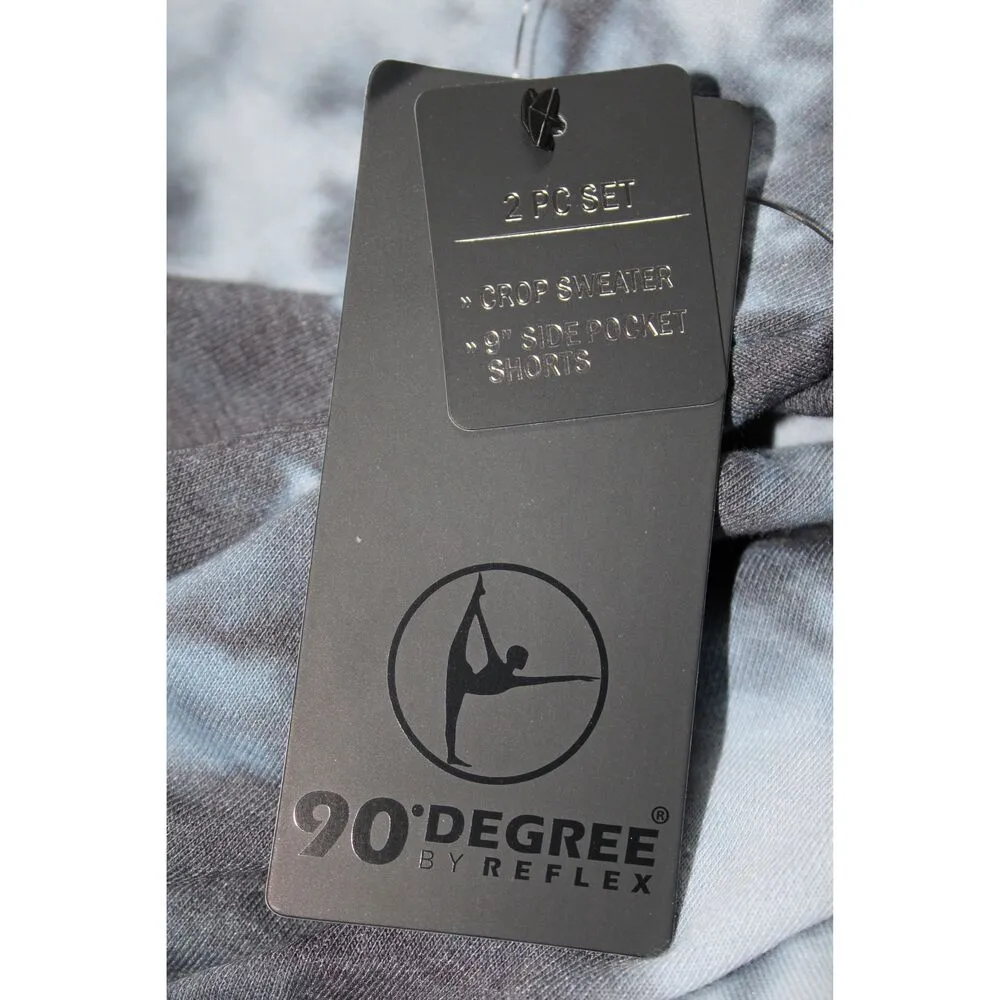 2 PC SET
» CROP SWEATER
» 9" SIDE POCKET
SHORTS
90°DEGREE®
BY REFLEX